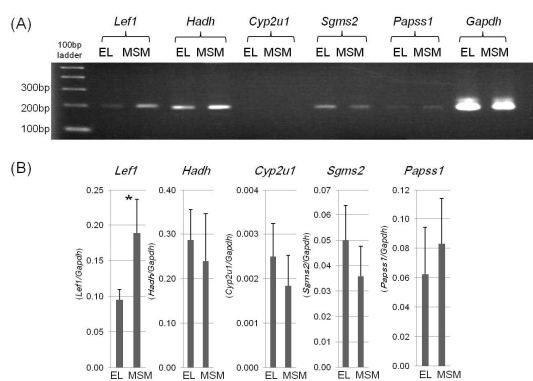 (A)
Lef1 Hadh Cyp2u1 Sgms2 Papss1 Gapdh
100bp ladder
EL MSM EL MSM EL MSM EL MSM EL MSM EL MSM
300bp
200bp
100bp
(B)
Lef1 Hadh Cyp2u1 Sgms2 Papss1
(Lef1/Gapdh)
0.25
0.20
0.15
0.10
0.05
0.00
*
EL MSM
(Hadh/Gapdh)
0.40
0.30
0.20
0.10
0.00
EL MSM
(Cyp2u1/Gapdh)
0.004
0.003
0.002
0.001
0.000
EL MSM
(Sgms2/Gapdh)
0.07
0.06
0.05
0.04
0.03
0.02
0.01
0.00
EL MSM
(Papss1/Gapdh)
0.12
0.10
0.08
0.06
0.04
0.02
0.00
EL MSM